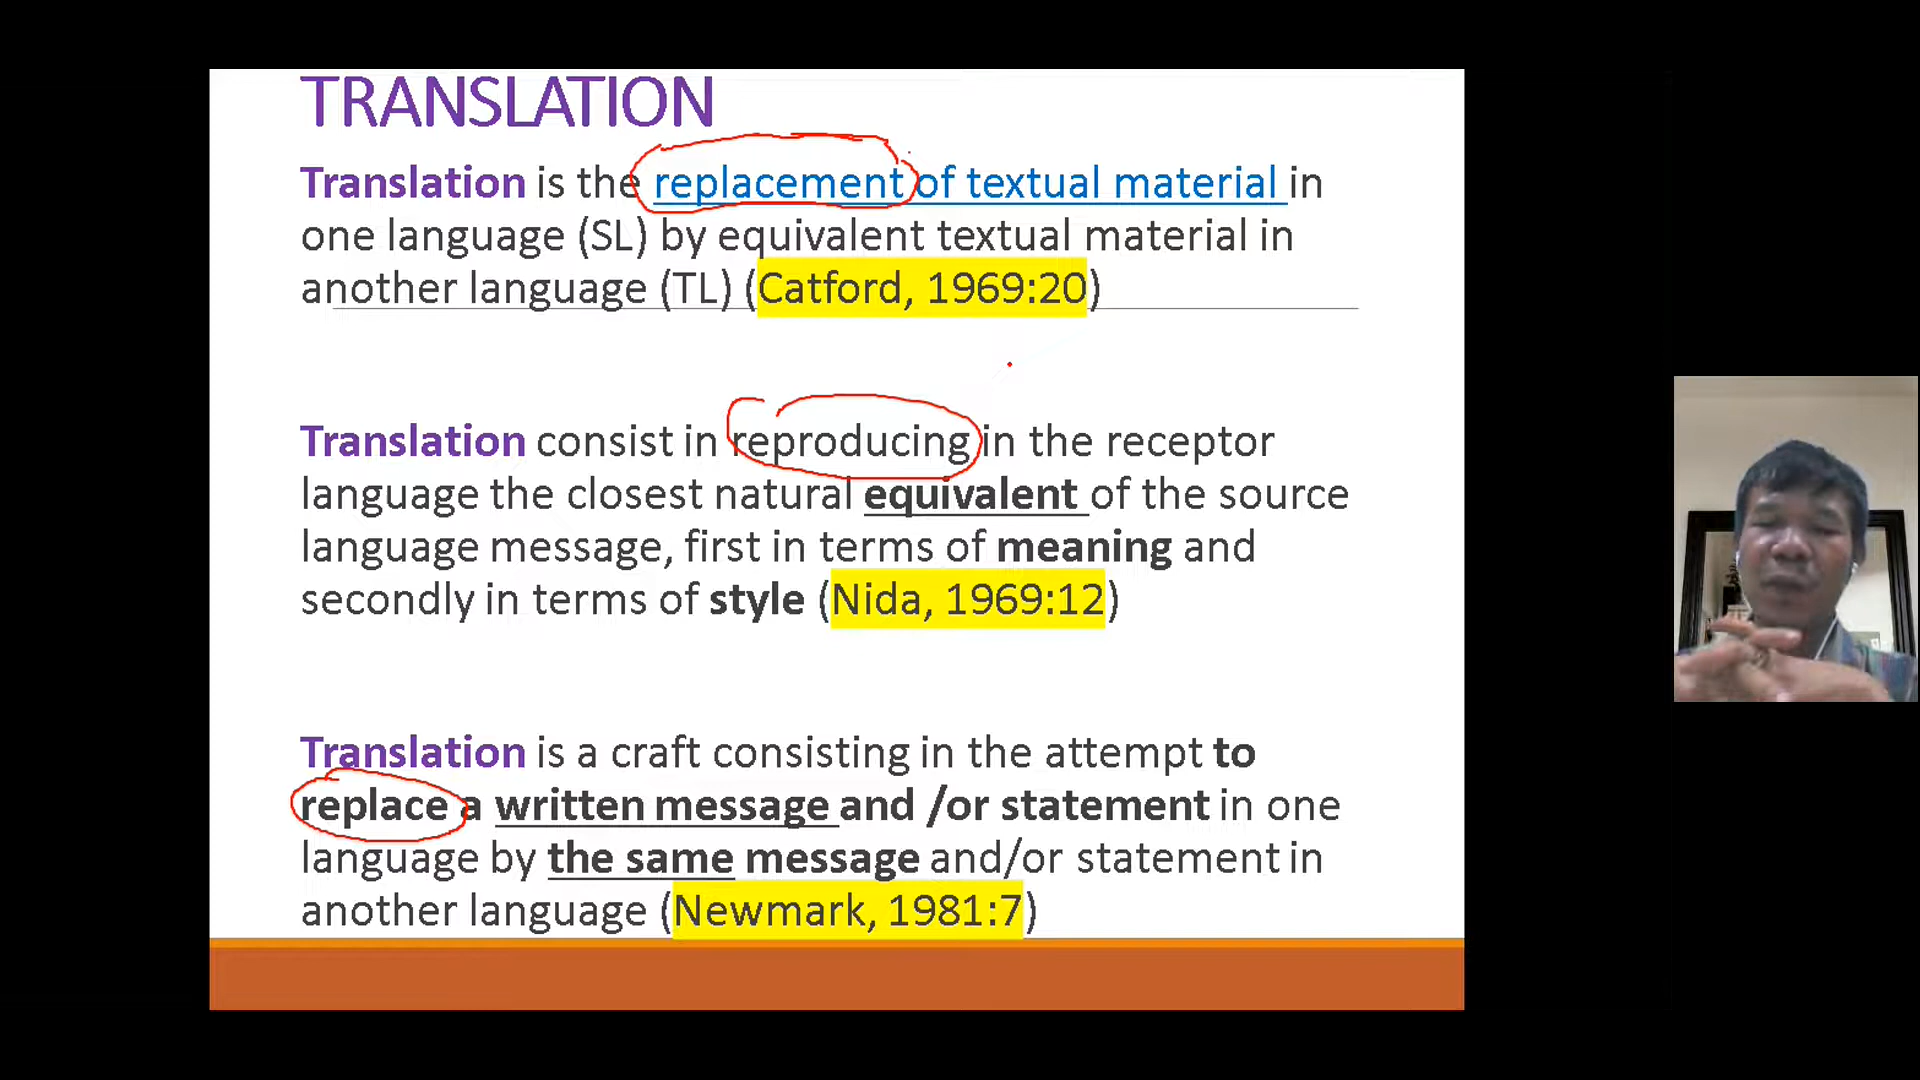 TRANSLATION
Translation is the replacement of textual material in
one language (SL) by equivalent textual material in
another language (TL) (Catford, 1969:20)
Translation consist in reproducing in the receptor
language the closest natural equivalent of the source
language message, first in terms of meaning and
secondly in terms of style (Nida, 1969:12)
Translation is a craft consisting in the attempt to
replace a written message and /or statement in one
language by the same message and/or statement in
another language (Newmark, 1981:7)